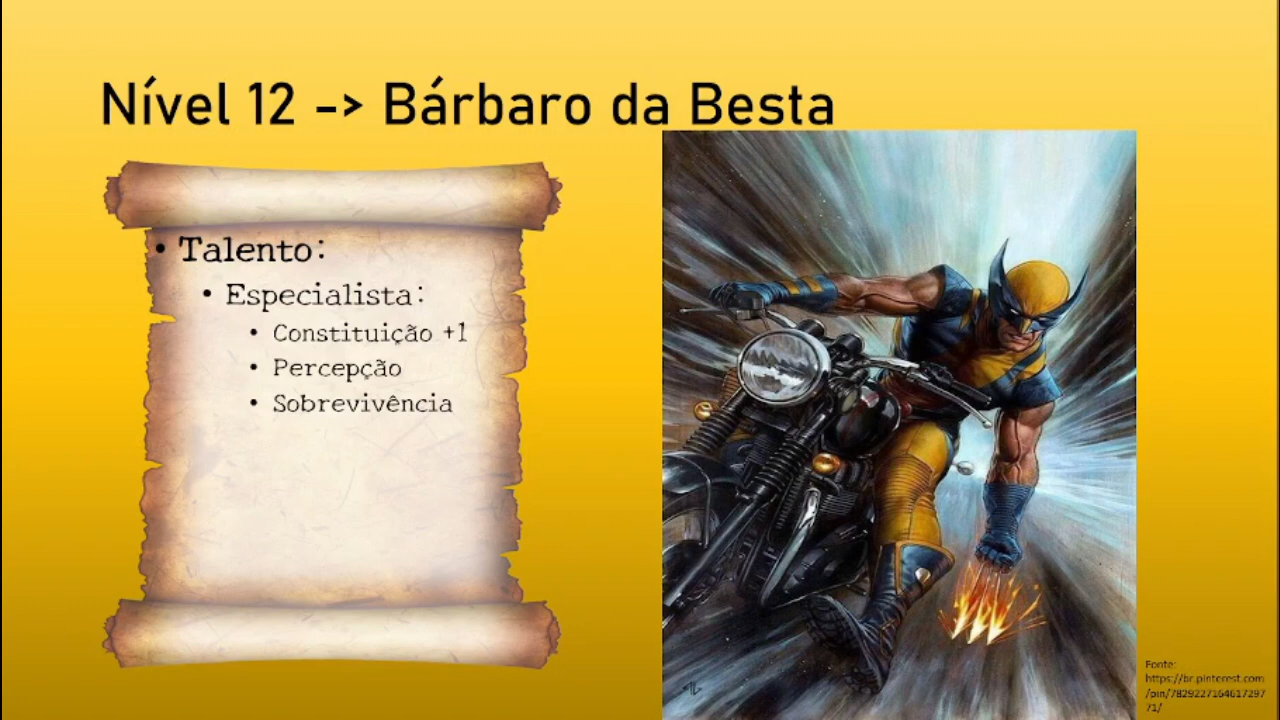 Nível 12 -> Bárbaro da Besta
• Talento:
• Especialista:
• Constituição +1
• Percepção
• Sobrevivência
Fonte:
https://br.pinterest.com
/pin/7829227164617297
71/